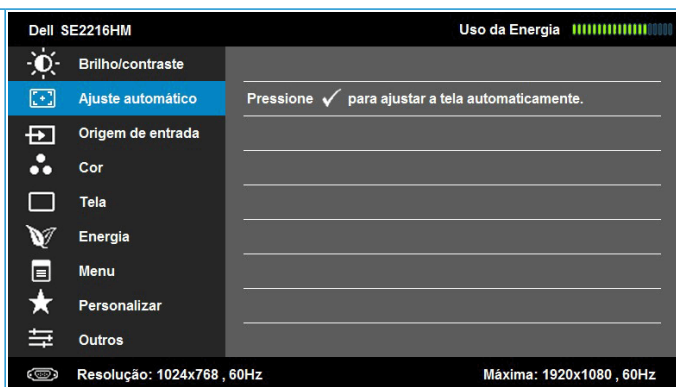 Dell SE2216HM Uso da Energia
Brilho/contraste
Ajuste automático Pressione ✓ para ajustar a tela automaticamente.
Origem de entrada
Cor
Tela
Energia
Menu
Personalizar
Outros
Resolução: 1024x768 , 60Hz Máxima: 1920x1080 , 60Hz